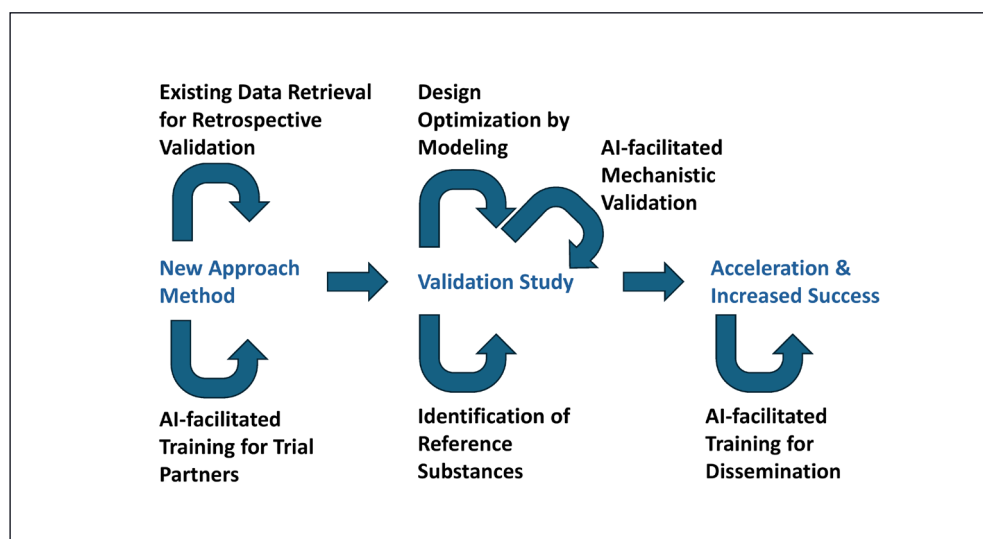 Existing Data Retrieval
for Retrospective
Validation
Design
Optimization by
Modeling
AI-facilitated
Mechanistic
Validation
New Approach
Method
Validation Study
Acceleration &
Increased Success
AI-facilitated
Training for Trial
Partners
Identification of
Reference
Substances
AI-facilitated
Training for
Dissemination